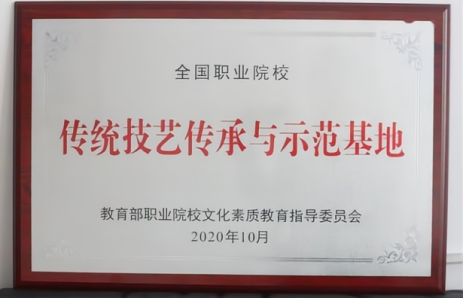 全国职业院校
传统技艺传承与示范基地
教育部职业院校文化素质教育指导委员会
2020年10月